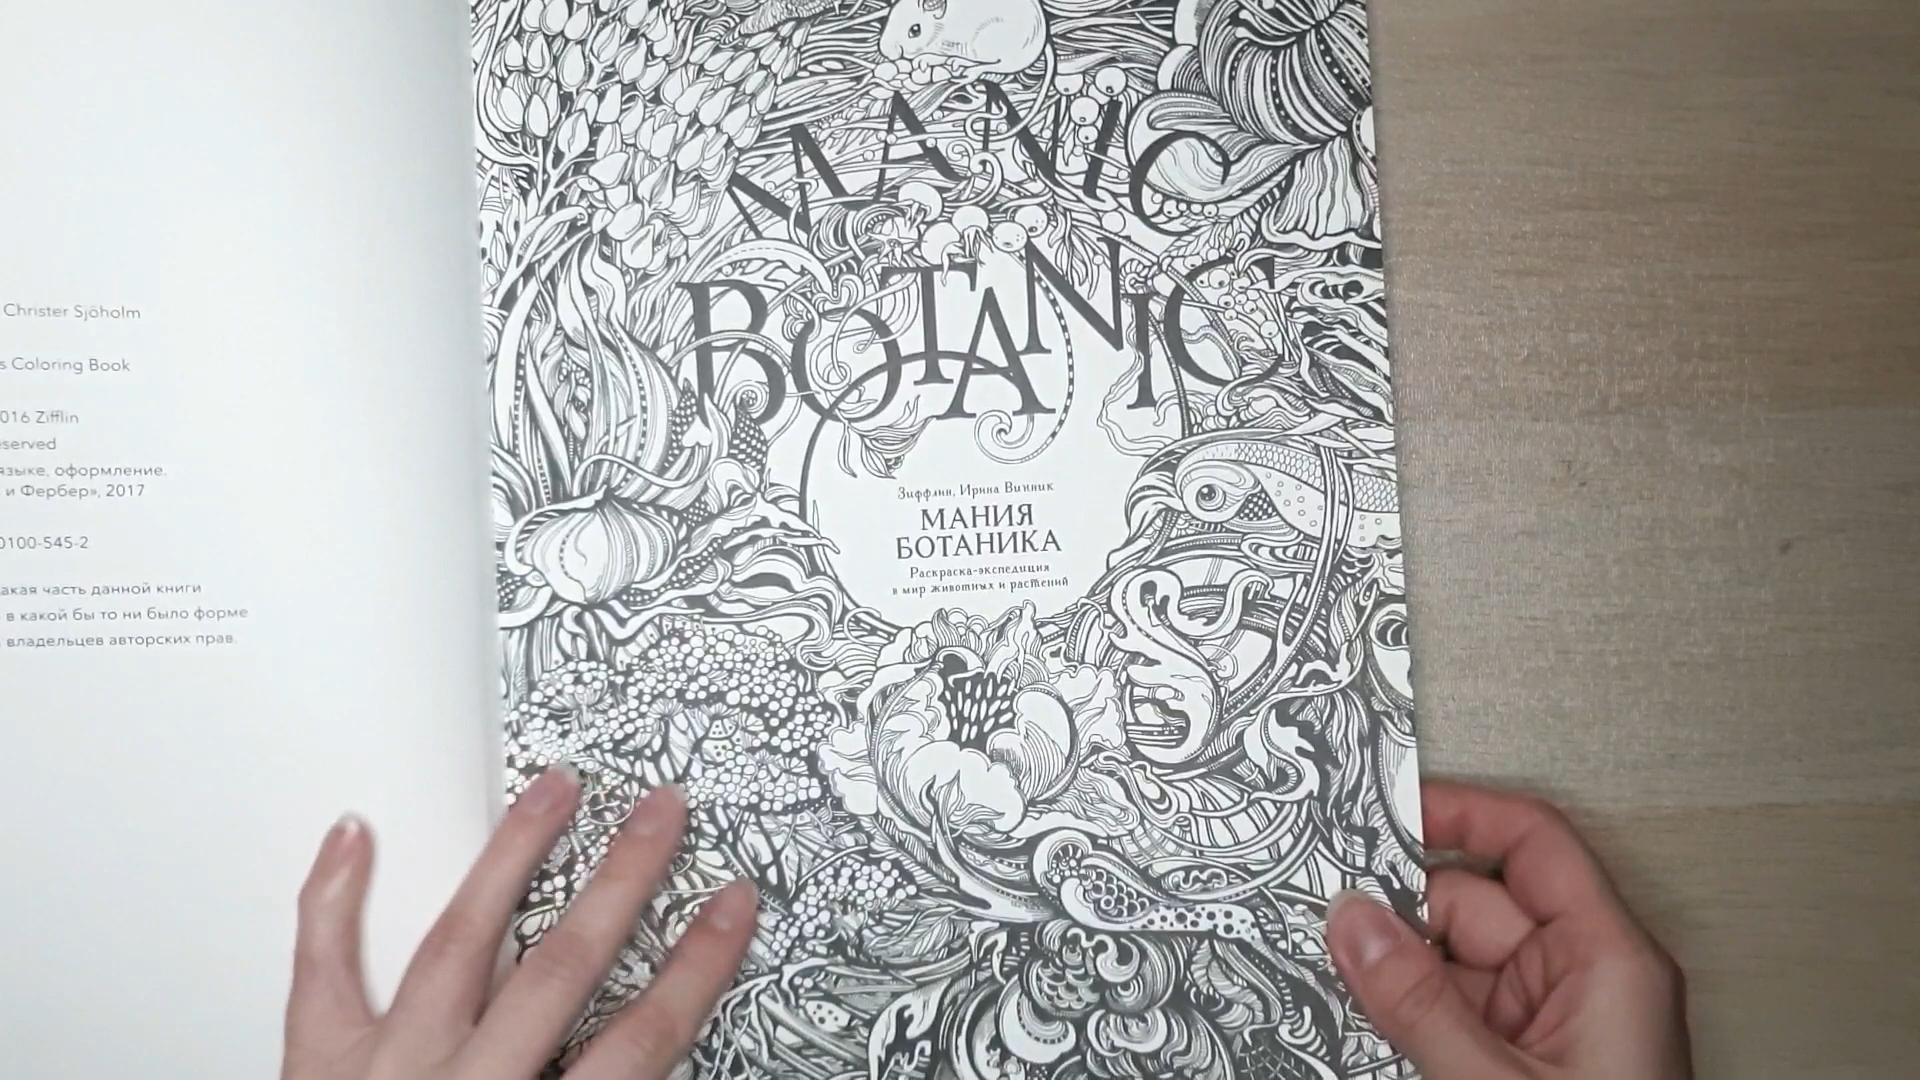 Christer Sjöholm
s Coloring Book
016 Zifflin
eserved
языке, оформление.
и Фербер», 2017
0100-545-2
акая часть данной книги
в какой бы то ни было форме
владельцев авторских прав.
MANIC
BOTANIC
Зиффлин, Ирина Винник
МАНИЯ
БОТАНИКА
Раскраска-экспедиция
в мир животных и растений